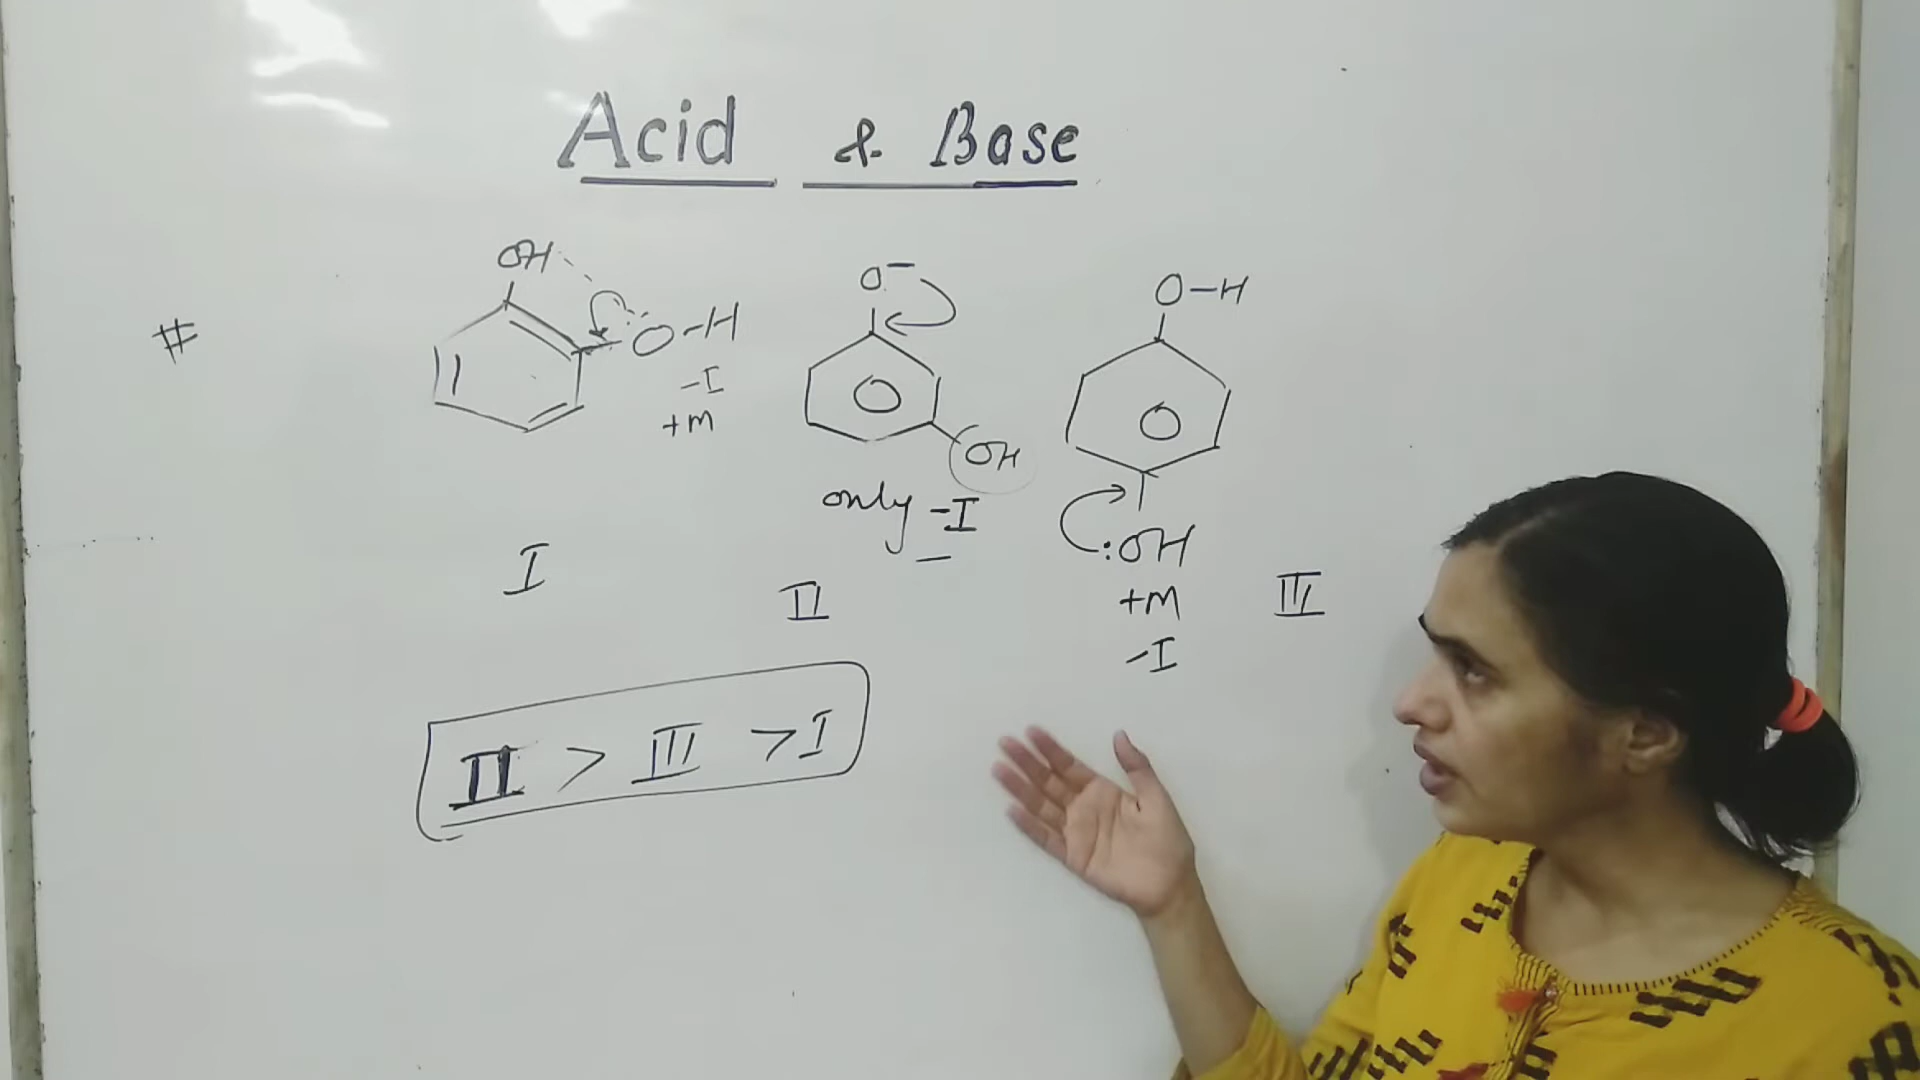 Acid & Base
#
OH
O-H
-I
+m
I
O⁻
OH
only -I
II
O-H
:OH
+M
-I
III
II > III > I